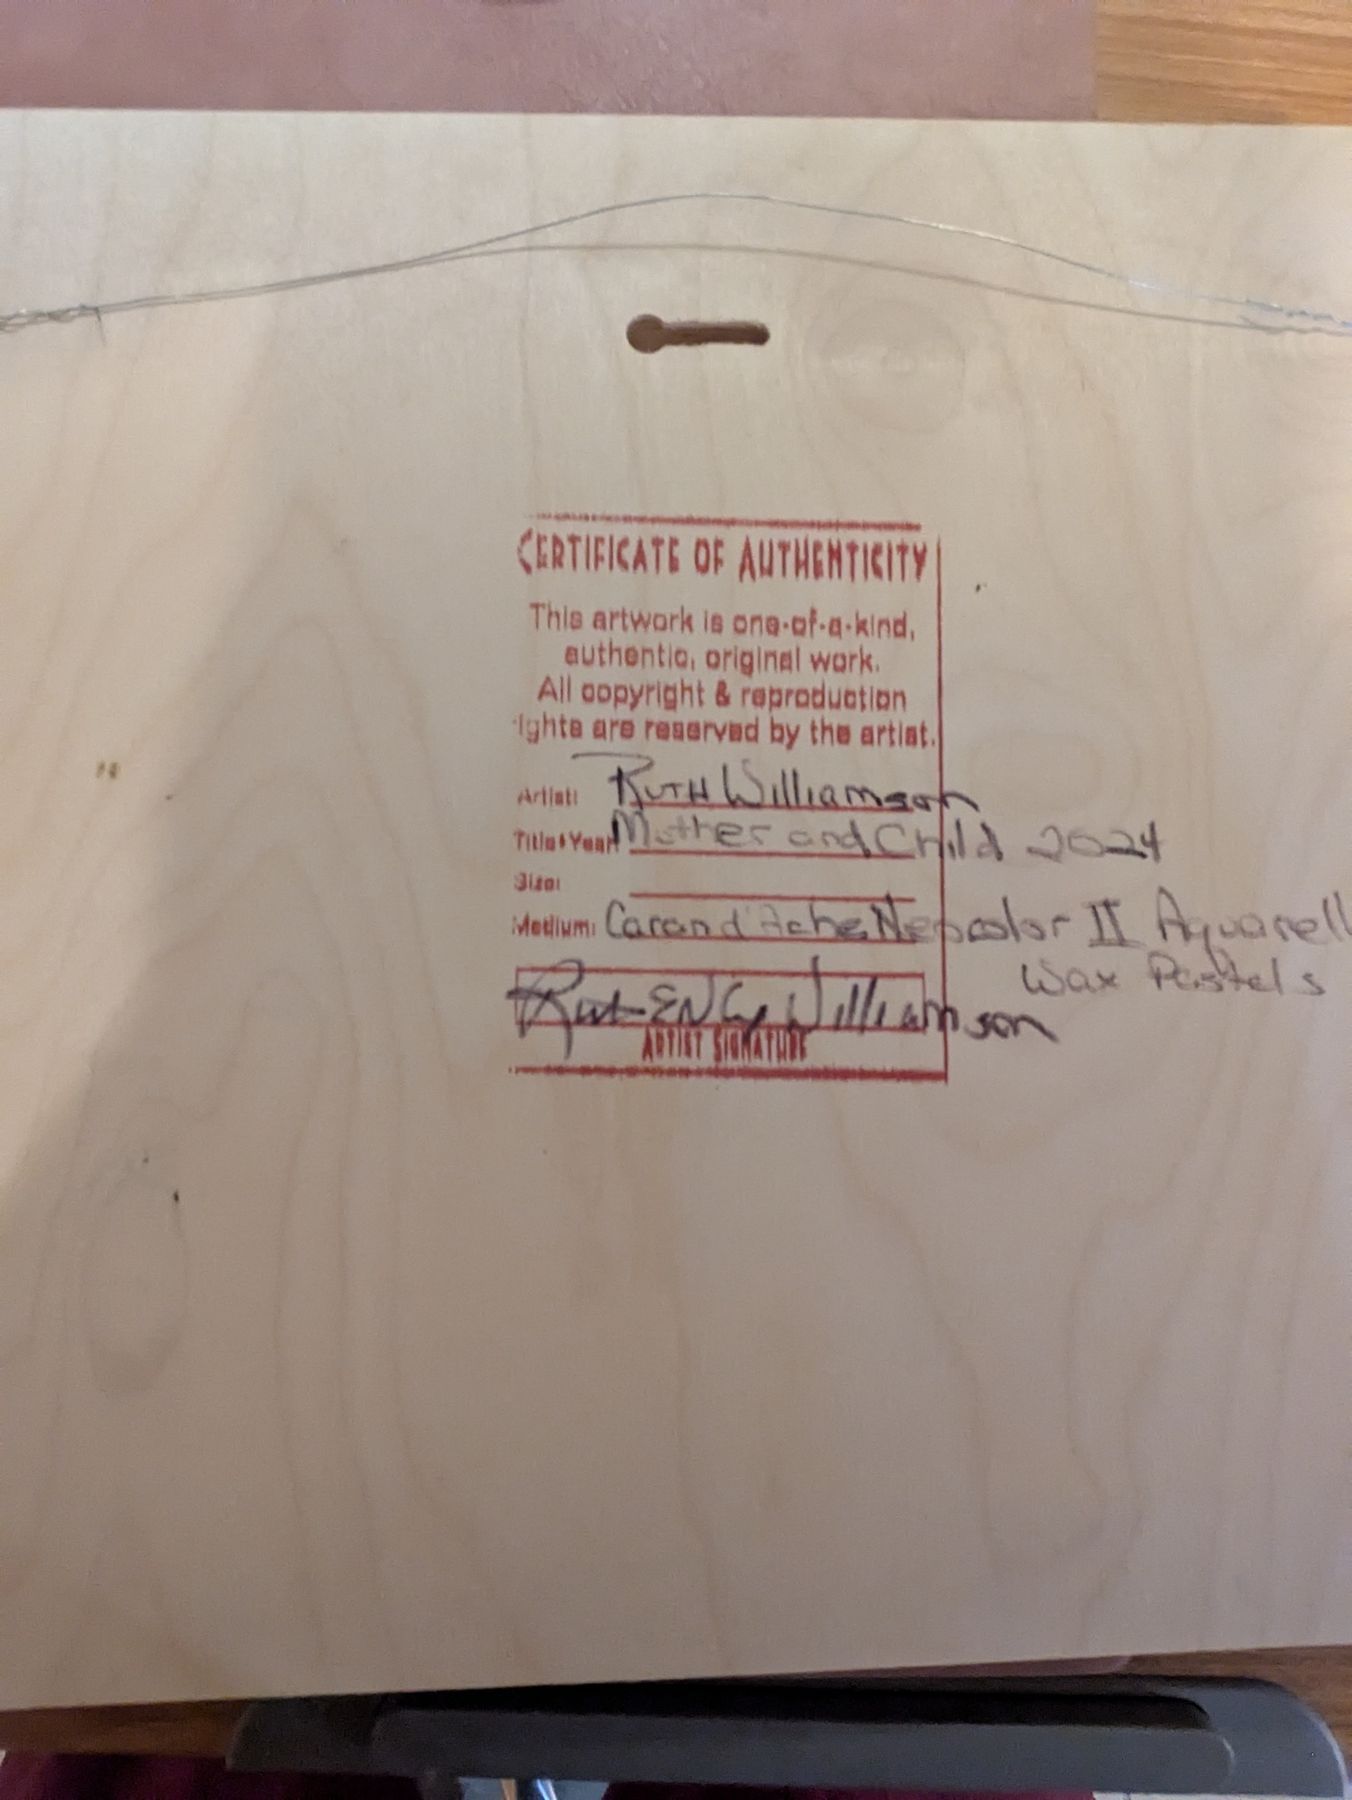 CERTIFICATE OF AUTHENTICITY
This artwork is one-of-a-kind,
authentic, original work.
All copyright & reproduction
ights are reserved by the artist.
Artist: RUTH Williamson
Title+Year: Mother and Child 2024
Size:
Medium: Caran d'Ache Neocolor II Aquarell
Wax Pastels
Williamson
ARTIST SIGNATURE